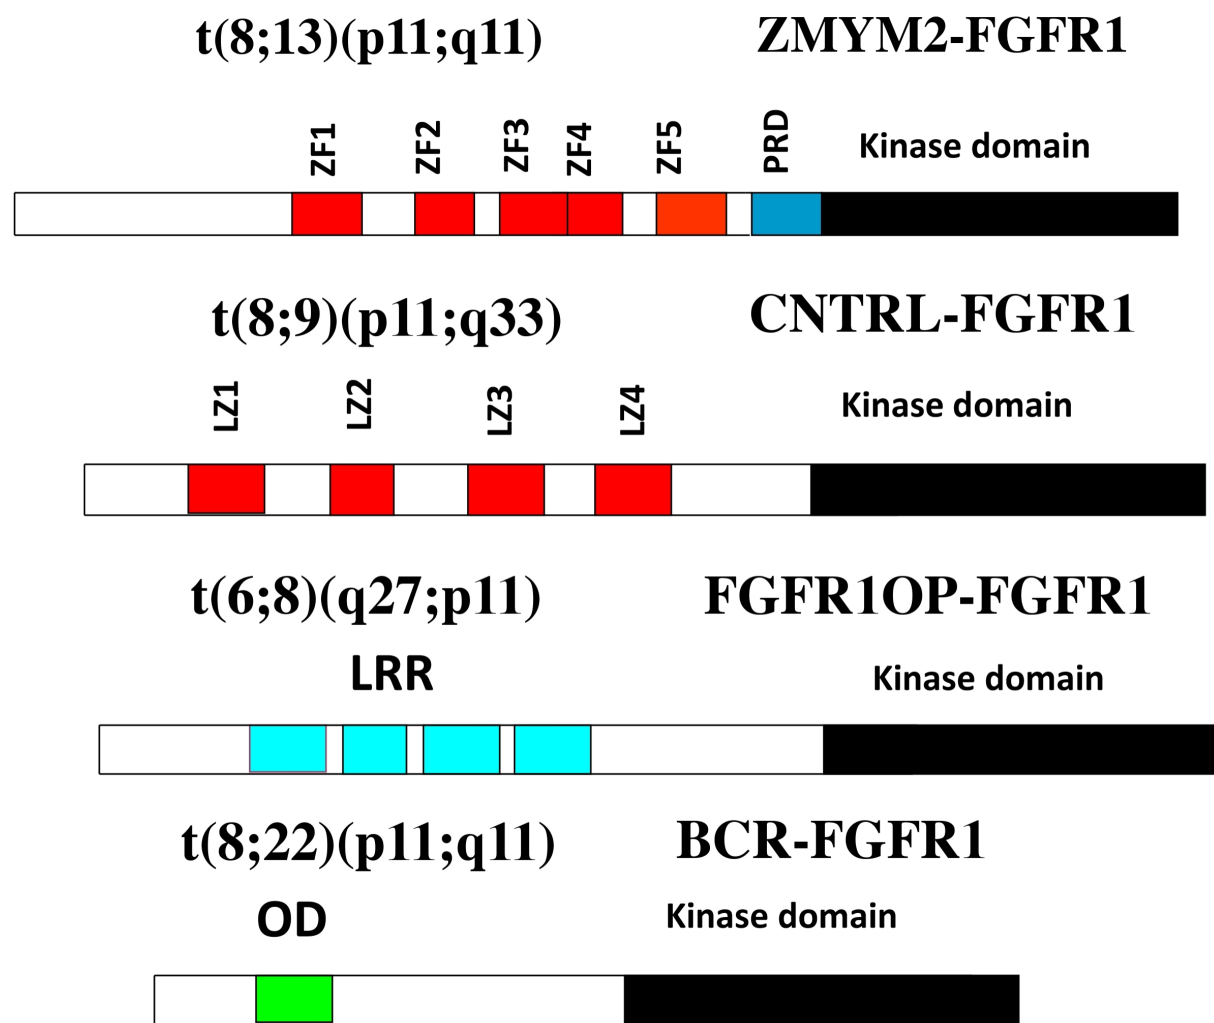 t(8;13)(p11;q11) ZMYM2-FGFR1
ZF1 ZF2 ZF3 ZF4 ZF5 PRD Kinase domain
t(8;9)(p11;q33) CNTRL-FGFR1
LZ1 LZ2 LZ3 LZ4 Kinase domain
t(6;8)(q27;p11) FGFR1OP-FGFR1
LRR Kinase domain
t(8;22)(p11;q11) BCR-FGFR1
OD Kinase domain